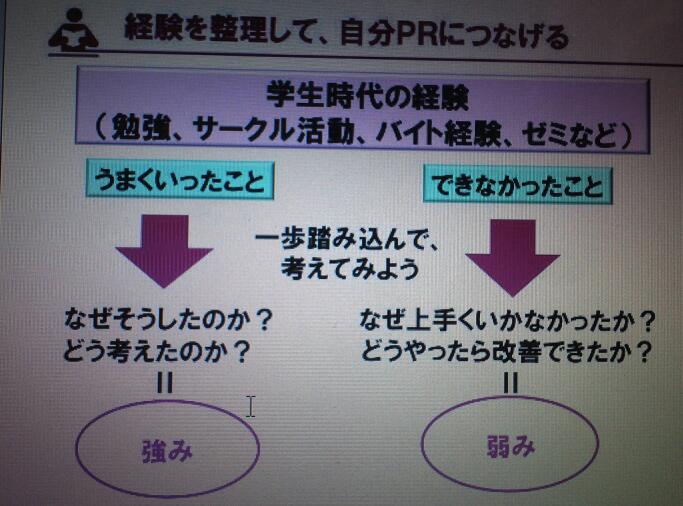 経験を整理して、自分PRにつなげる
学生時代の経験
（勉強、サークル活動、バイト経験、ゼミなど）
うまくいったこと
できなかったこと
一歩踏み込んで、
考えてみよう
なぜそうしたのか？
どう考えたのか？
なぜ上手くいかなかったか？
どうやったら改善できたか？
＝
＝
強み
弱み